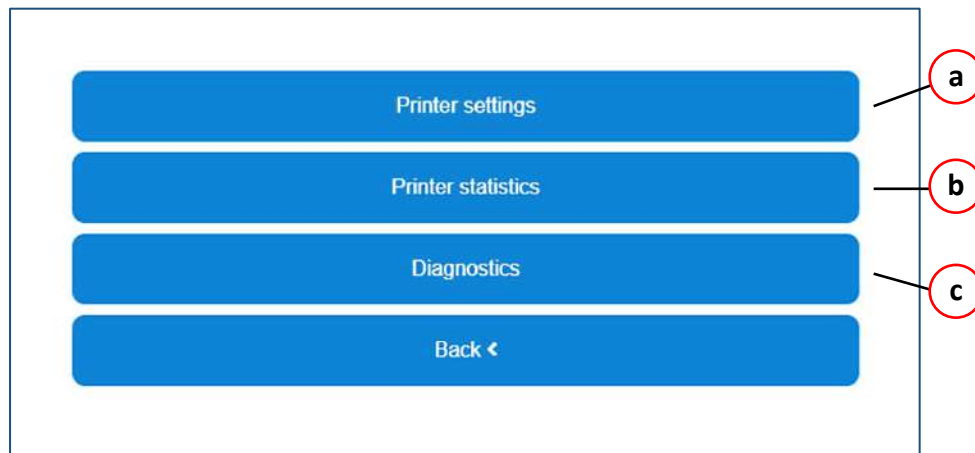 Printer settings
a
Printer statistics
b
Diagnostics
c
Back <